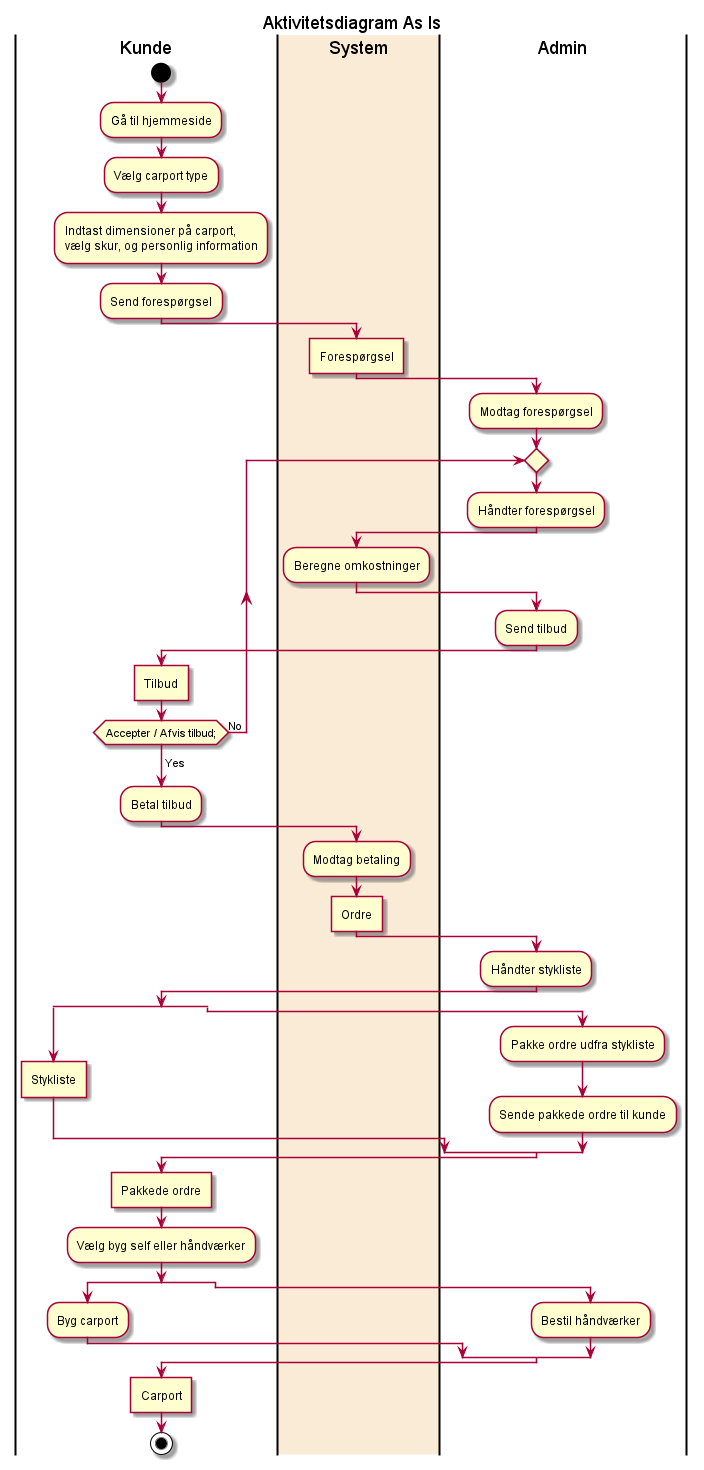 Aktivitetsdiagram As Is
Kunde
System
Admin
Gå til hjemmeside
Vælg carport type
Indtast dimensioner på carport,
vælg skur, og personlig information
Send forespørgsel
Forespørgsel
Modtag forespørgsel
Håndter forespørgsel
Beregne omkostninger
Send tilbud
Tilbud
Accepter / Afvis tilbud;
No
Yes
Betal tilbud
Modtag betaling
Ordre
Håndter stykliste
Pakke ordre udfra stykliste
Stykliste
Sende pakkede ordre til kunde
Pakkede ordre
Vælg byg self eller håndværker
Byg carport
Bestil håndværker
Carport